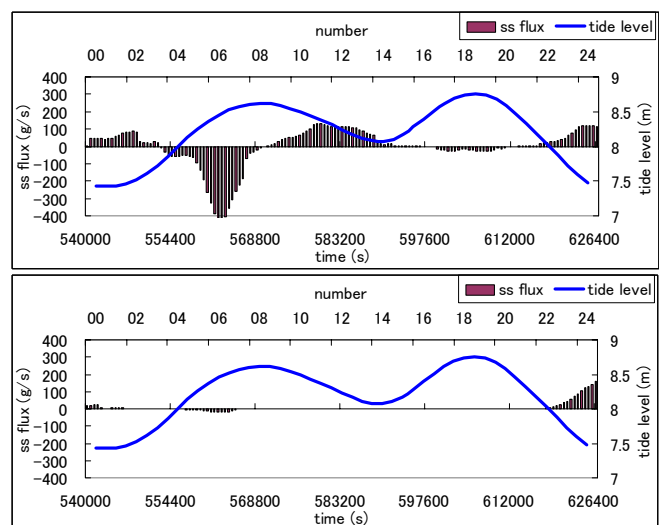 ss flux tide level
number
00 02 04 06 08 10 12 14 16 18 20 22 24
400 9
300
200 8.5
100
0 8
-100
-200 7.5
-300
-400 7
ss flux (g/s)
tide level (m)
540000 554400 568800 583200 597600 612000 626400
time (s)
ss flux tide level
number
00 02 04 06 08 10 12 14 16 18 20 22 24
400 9
300
200 8.5
100
0 8
-100
-200 7.5
-300
-400 7
ss flux (g/s)
tide level (m)
540000 554400 568800 583200 597600 612000 626400
time (s)